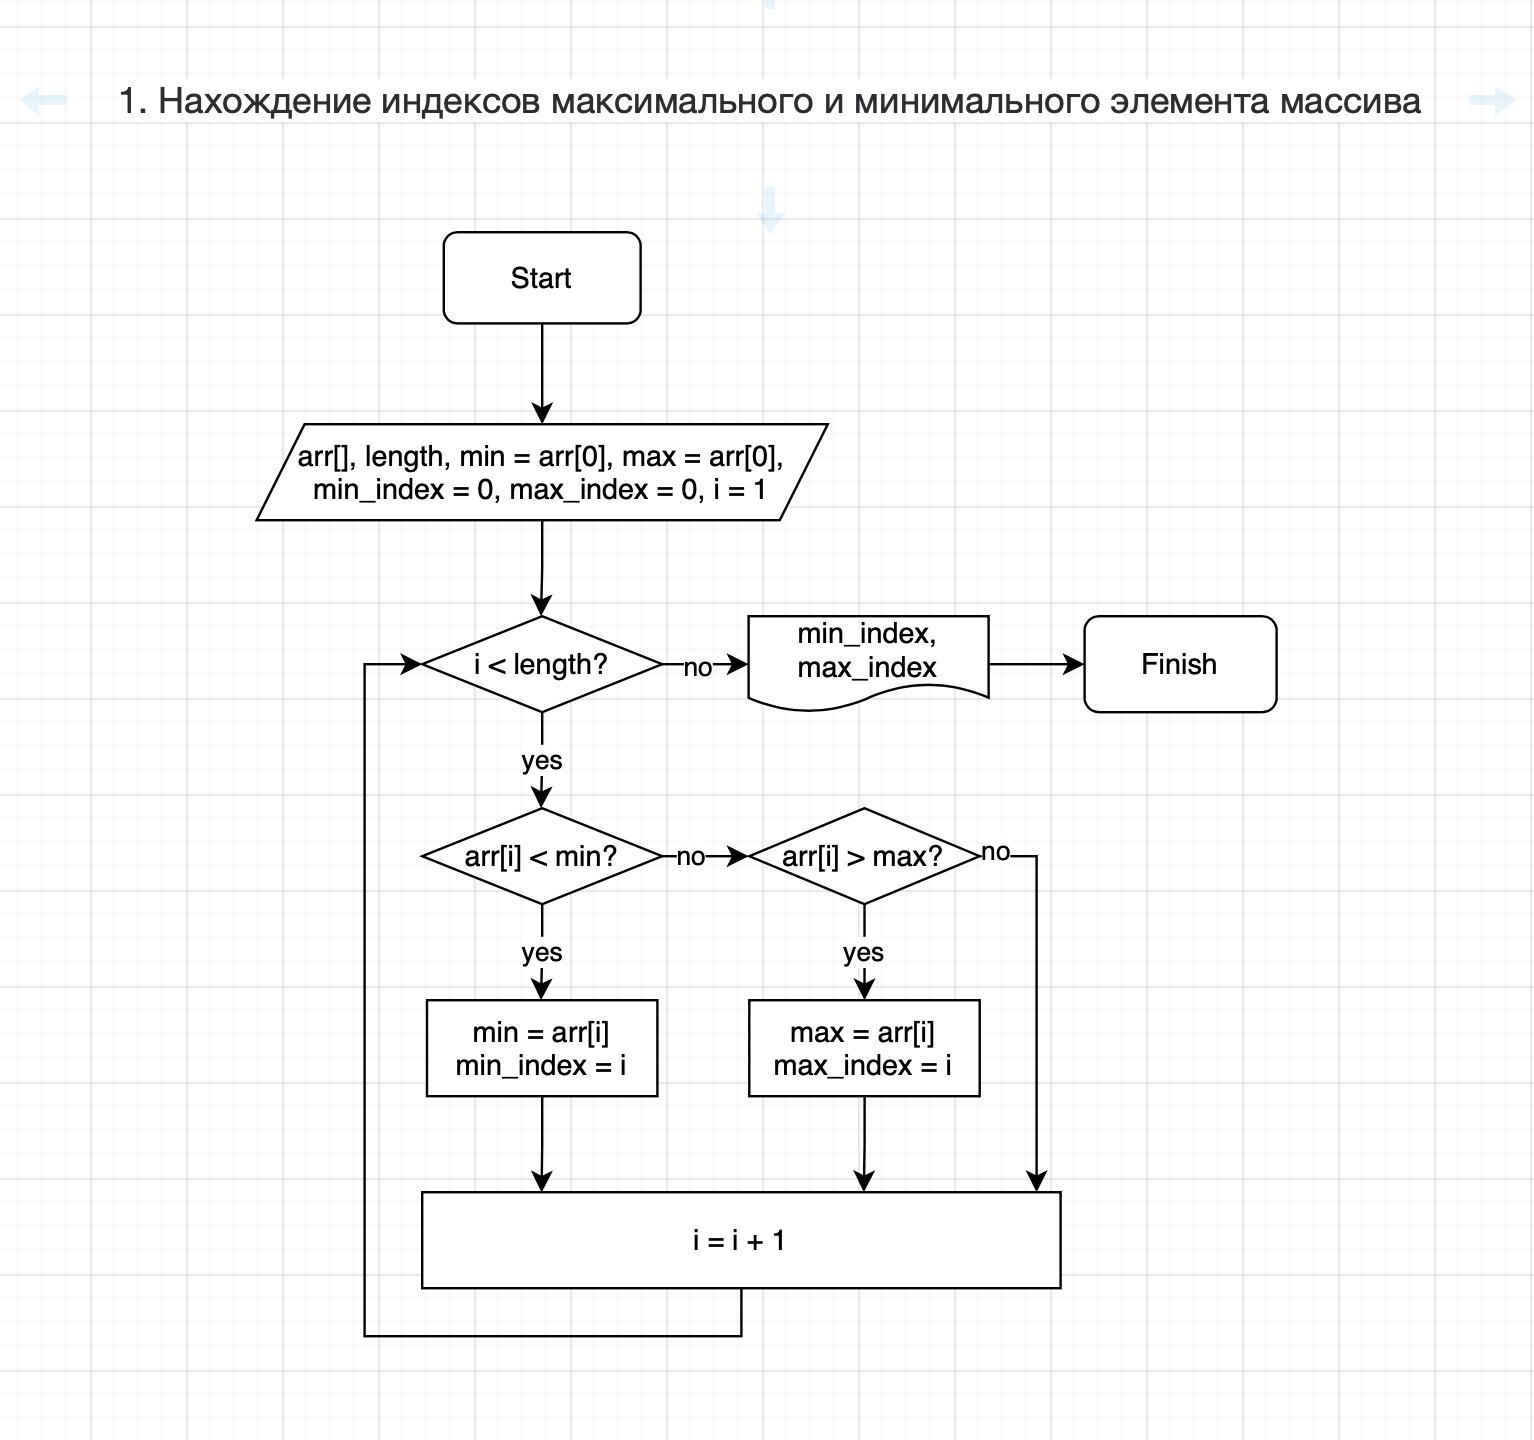 1. Нахождение индексов максимального и минимального элемента массива
Start
arr[], length, min = arr[0], max = arr[0],
min_index = 0, max_index = 0, i = 1
i < length?
no
min_index,
max_index
Finish
yes
arr[i] < min?
no
arr[i] > max?
no
yes
yes
min = arr[i]
min_index = i
max = arr[i]
max_index = i
i = i + 1